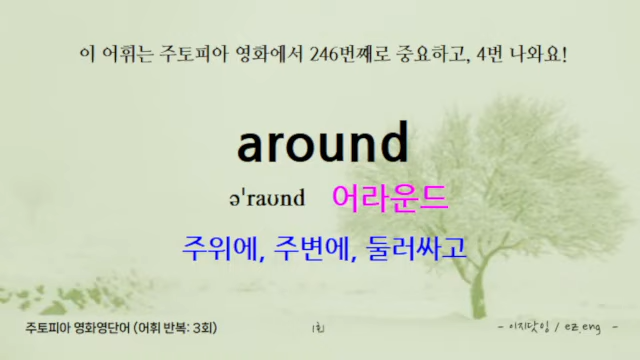 이 어휘는 주토피아 영화에서 246번째로 중요하고, 4번 나와요!
around
əˈraʊnd 어라운드
주위에, 주변에, 둘러싸고
주토피아 영화영단어 (어휘 반복: 3회) 1회 - 이지닷잉 / ez.eng -